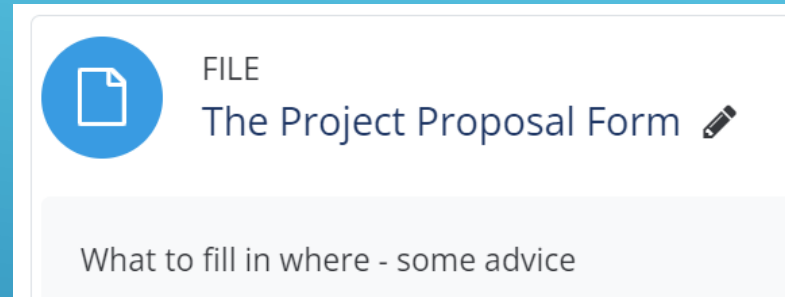 FILE
The Project Proposal Form
What to fill in where - some advice